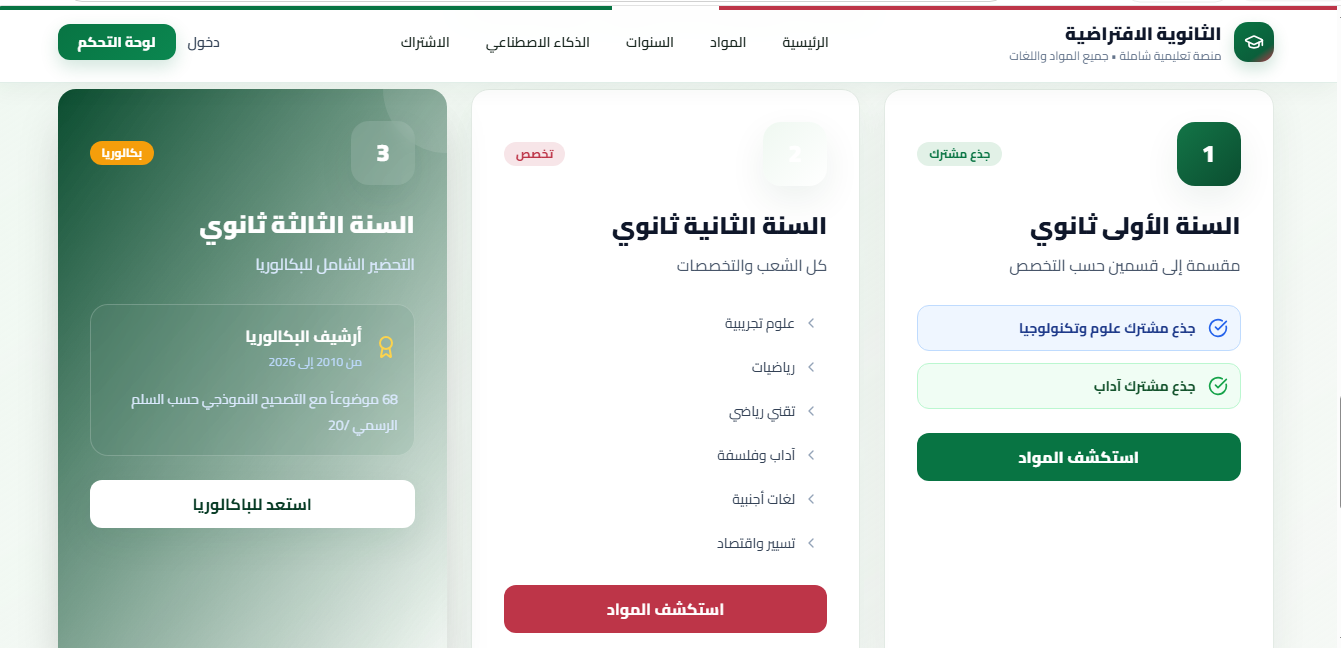 الثانوية الافتراضية
منصة تعليمية شاملة • جميع المواد واللغات
الرئيسية
المواد
السنوات
الذكاء الاصطناعي
الاشتراك
دخول
لوحة التحكم
1
جذع مشترك
السنة الأولى ثانوي
مقسمة إلى قسمين حسب التخصص
جذع مشترك علوم وتكنولوجيا
جذع مشترك آداب
استكشف المواد
2
تخصص
السنة الثانية ثانوي
كل الشعب والتخصصات
علوم تجريبية
رياضيات
تقني رياضي
آداب وفلسفة
لغات أجنبية
تسيير واقتصاد
استكشف المواد
3
بكالوريا
السنة الثالثة ثانوي
التحضير الشامل للبكالوريا
أرشيف البكالوريا
من 2010 إلى 2026
68 موضوعاً مع التصحيح النموذجي حسب السلم
الرسمي /20
استعد للباكالوريا